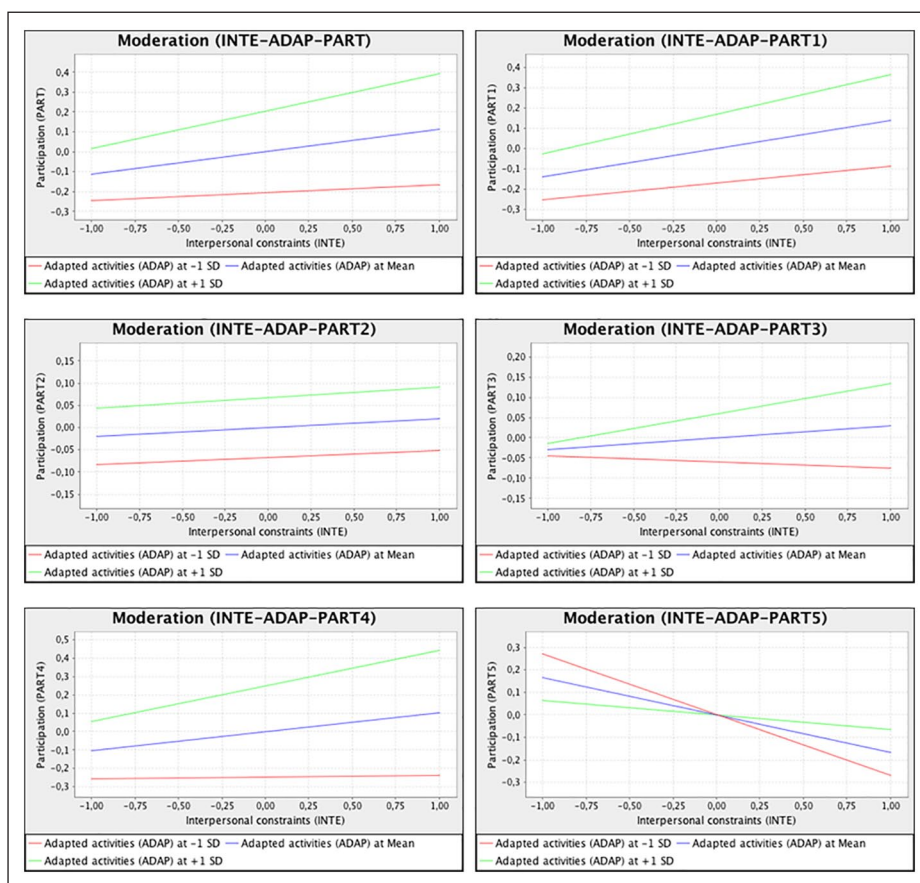 Moderation (INTE-ADAP-PART)
Participation (PART)
0,4
0,3
0,2
0,1
0,0
-0,1
-0,2
-0,3
-1,00 -0,75 -0,50 -0,25 0,00 0,25 0,50 0,75 1,00
Interpersonal constraints (INTE)
Adapted activities (ADAP) at -1 SD Adapted activities (ADAP) at Mean
Adapted activities (ADAP) at +1 SD
Moderation (INTE-ADAP-PART1)
Participation (PART1)
0,4
0,3
0,2
0,1
0,0
-0,1
-0,2
-0,3
-1,00 -0,75 -0,50 -0,25 0,00 0,25 0,50 0,75 1,00
Interpersonal constraints (INTE)
Adapted activities (ADAP) at -1 SD Adapted activities (ADAP) at Mean
Adapted activities (ADAP) at +1 SD
Moderation (INTE-ADAP-PART2)
Participation (PART2)
0,15
0,10
0,05
0,00
-0,05
-0,10
-0,15
-1,00 -0,75 -0,50 -0,25 0,00 0,25 0,50 0,75 1,00
Interpersonal constraints (INTE)
Adapted activities (ADAP) at -1 SD Adapted activities (ADAP) at Mean
Adapted activities (ADAP) at +1 SD
Moderation (INTE-ADAP-PART3)
Participation (PART3)
0,20
0,15
0,10
0,05
0,00
-0,05
-0,10
-0,15
-1,00 -0,75 -0,50 -0,25 0,00 0,25 0,50 0,75 1,00
Interpersonal constraints (INTE)
Adapted activities (ADAP) at -1 SD Adapted activities (ADAP) at Mean
Adapted activities (ADAP) at +1 SD
Moderation (INTE-ADAP-PART4)
Participation (PART4)
0,5
0,4
0,3
0,2
0,1
0,0
-0,1
-0,2
-0,3
-1,00 -0,75 -0,50 -0,25 0,00 0,25 0,50 0,75 1,00
Interpersonal constraints (INTE)
Adapted activities (ADAP) at -1 SD Adapted activities (ADAP) at Mean
Adapted activities (ADAP) at +1 SD
Moderation (INTE-ADAP-PART5)
Participation (PART5)
0,3
0,2
0,1
0,0
-0,1
-0,2
-0,3
-1,00 -0,75 -0,50 -0,25 0,00 0,25 0,50 0,75 1,00
Interpersonal constraints (INTE)
Adapted activities (ADAP) at -1 SD Adapted activities (ADAP) at Mean
Adapted activities (ADAP) at +1 SD